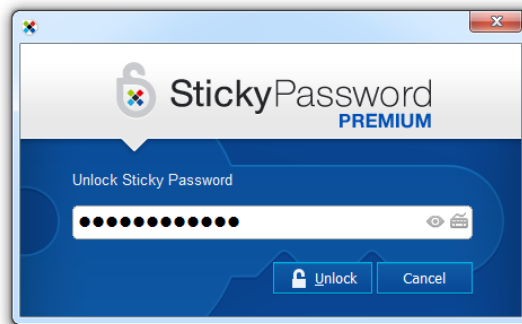 StickyPassword
PREMIUM
Unlock Sticky Password
●●●●●●●●●●●●
Unlock
Cancel